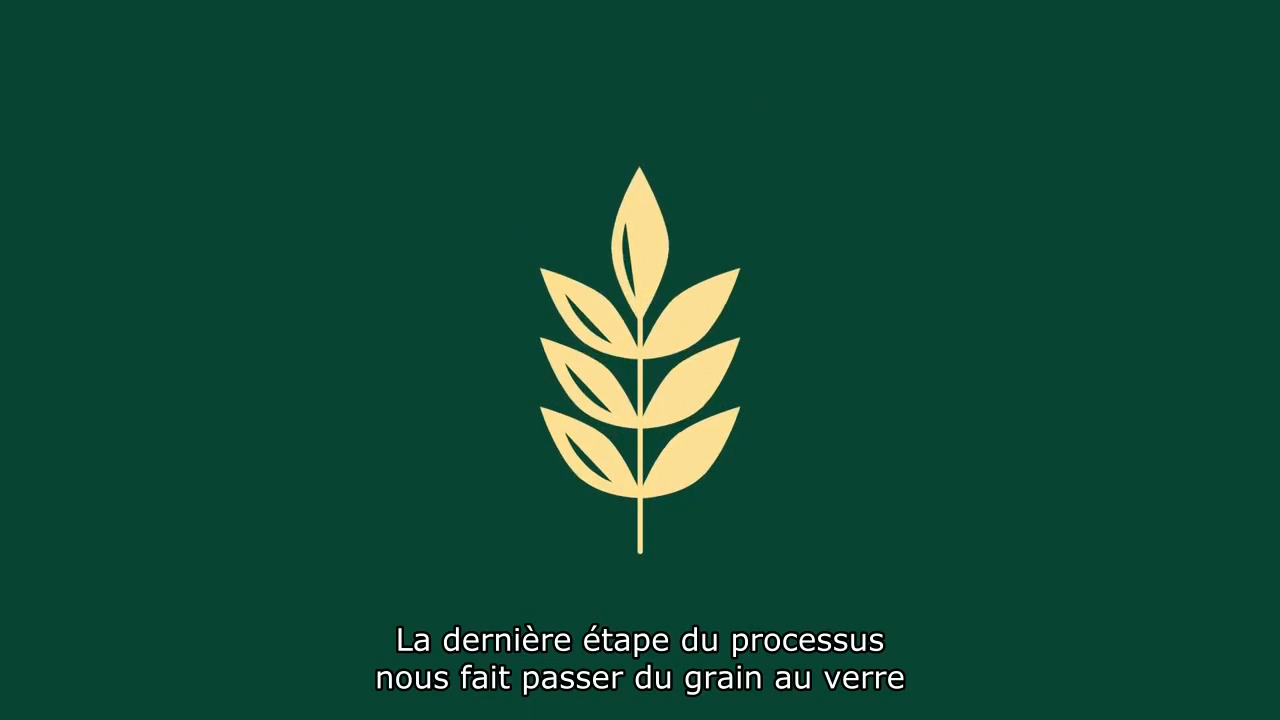 La dernière étape du processus
nous fait passer du grain au verre